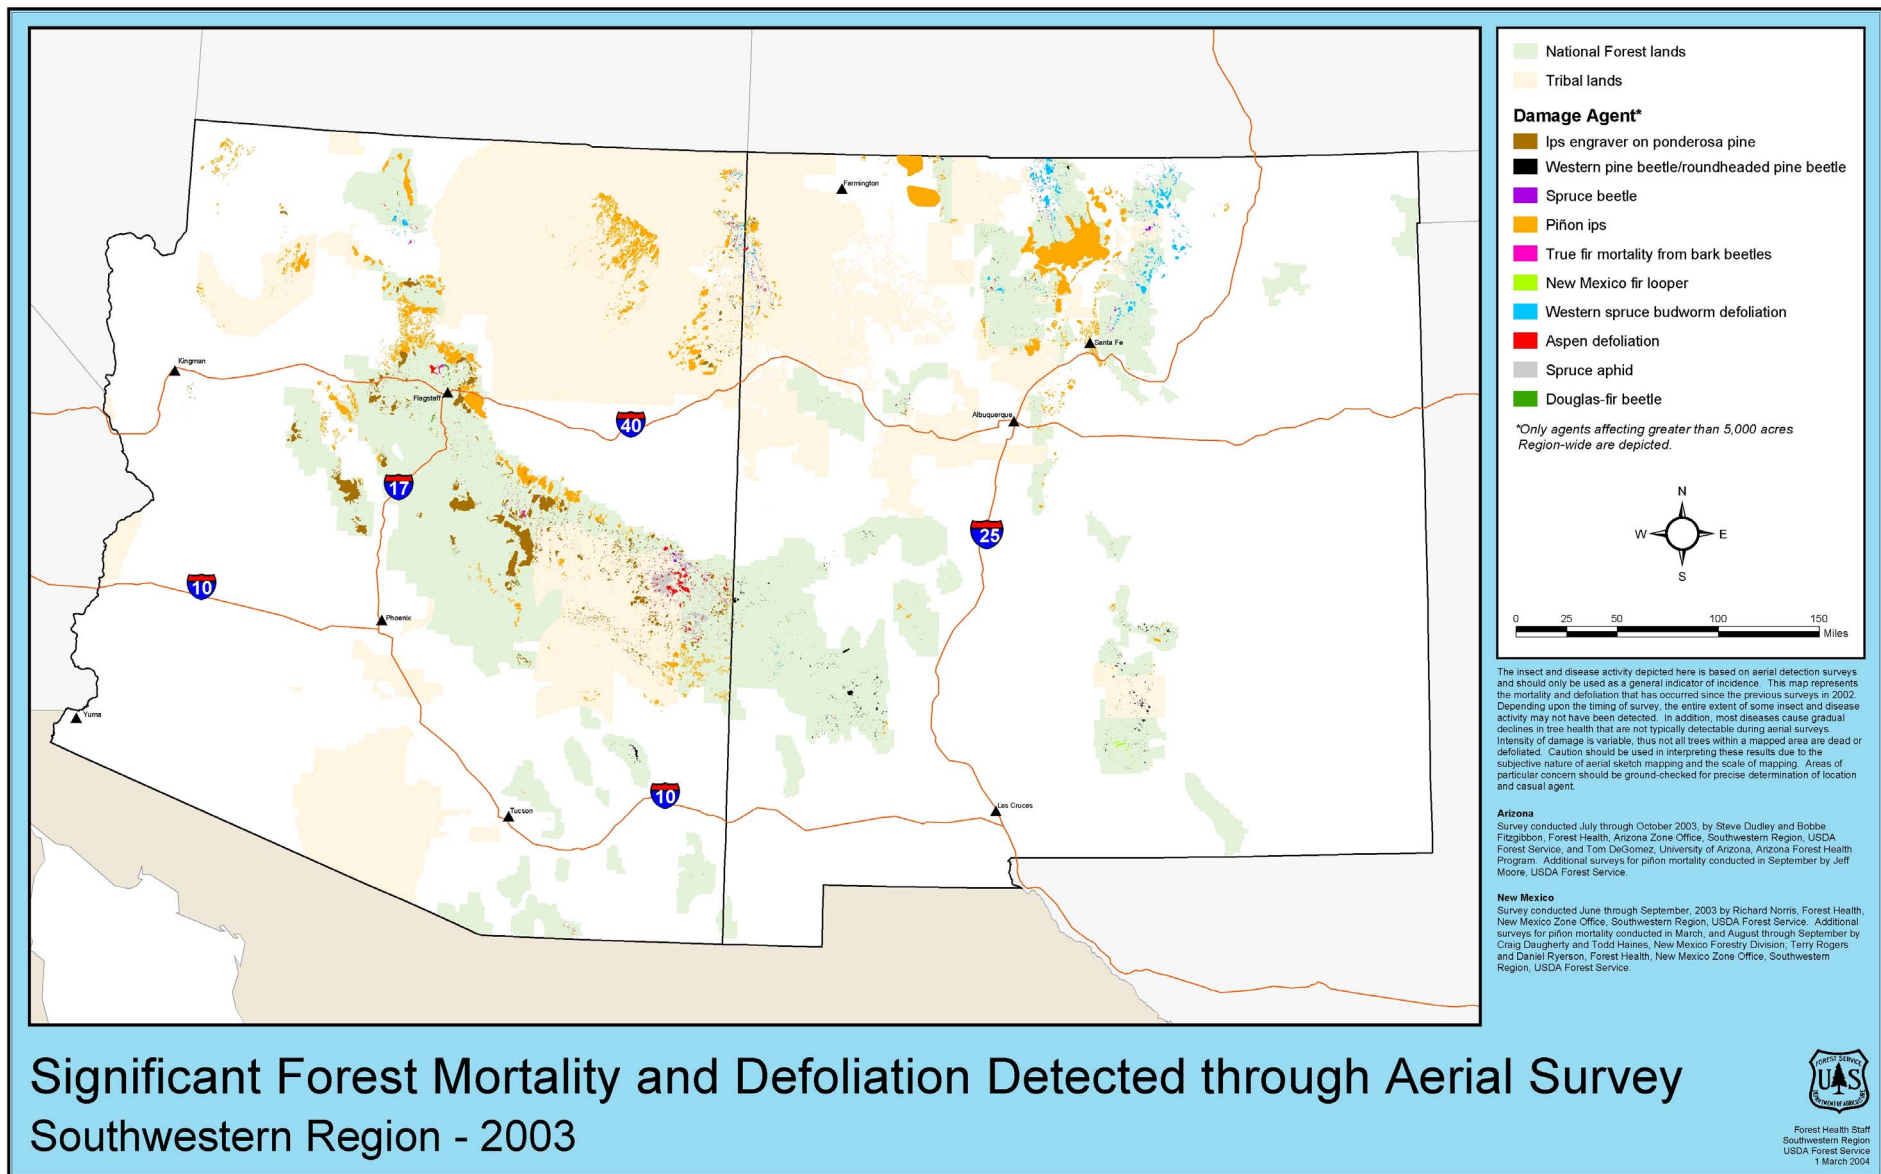 National Forest lands
Tribal lands
Damage Agent*
Ips engraver on ponderosa pine
Western pine beetle/roundheaded pine beetle
Spruce beetle
Piñon ips
True fir mortality from bark beetles
New Mexico fir looper
Western spruce budworm defoliation
Aspen defoliation
Spruce aphid
Douglas-fir beetle
*Only agents affecting greater than 5,000 acres
Region-wide are depicted.
N
W E
S
0 25 50 100 150
Miles
Farmington
Kingman
Santa Fe
Flagstaff
Albuquerque
40
17
25
10
Phoenix
Yuma
10
Tucson
Las Cruces
The insect and disease activity depicted here is based on aerial detection surveys
and should only be used as a general indicator of incidence. This map represents
the mortality and defoliation that has occurred since the previous surveys in 2002.
Depending upon the timing of survey, the entire extent of some insect and disease
activity may not have been detected. In addition, most diseases cause gradual
declines in tree health that are not typically detectable during aerial surveys.
Intensity of damage is variable, thus not all trees within a mapped area are dead or
defoliated. Caution should be used in interpreting these results due to the
subjective nature of aerial sketch mapping and the scale of mapping. Areas of
particular concern should be ground-checked for precise determination of location
and casual agent.
Arizona
Survey conducted July through October 2003, by Steve Dudley and Bobbe
Fitzgibbon, Forest Health, Arizona Zone Office, Southwestern Region, USDA
Forest Service, and Tom DeGomez, University of Arizona, Arizona Forest Health
Program. Additional surveys for piñon mortality conducted in September by Jeff
Moore, USDA Forest Service.
New Mexico
Survey conducted June through September, 2003 by Richard Norris, Forest Health,
New Mexico Zone Office, Southwestern Region, USDA Forest Service. Additional
surveys for piñon mortality conducted in March, and August through September by
Craig Daugherty and Todd Haines, New Mexico Forestry Division; Terry Rogers
and Daniel Ryerson, Forest Health, New Mexico Zone Office, Southwestern
Region, USDA Forest Service.
Significant Forest Mortality and Defoliation Detected through Aerial Survey
Southwestern Region - 2003
FOREST SERVICE
U S
DEPARTMENT OF AGRICULTURE
Forest Health Staff
Southwestern Region
USDA Forest Service
1 March 2004